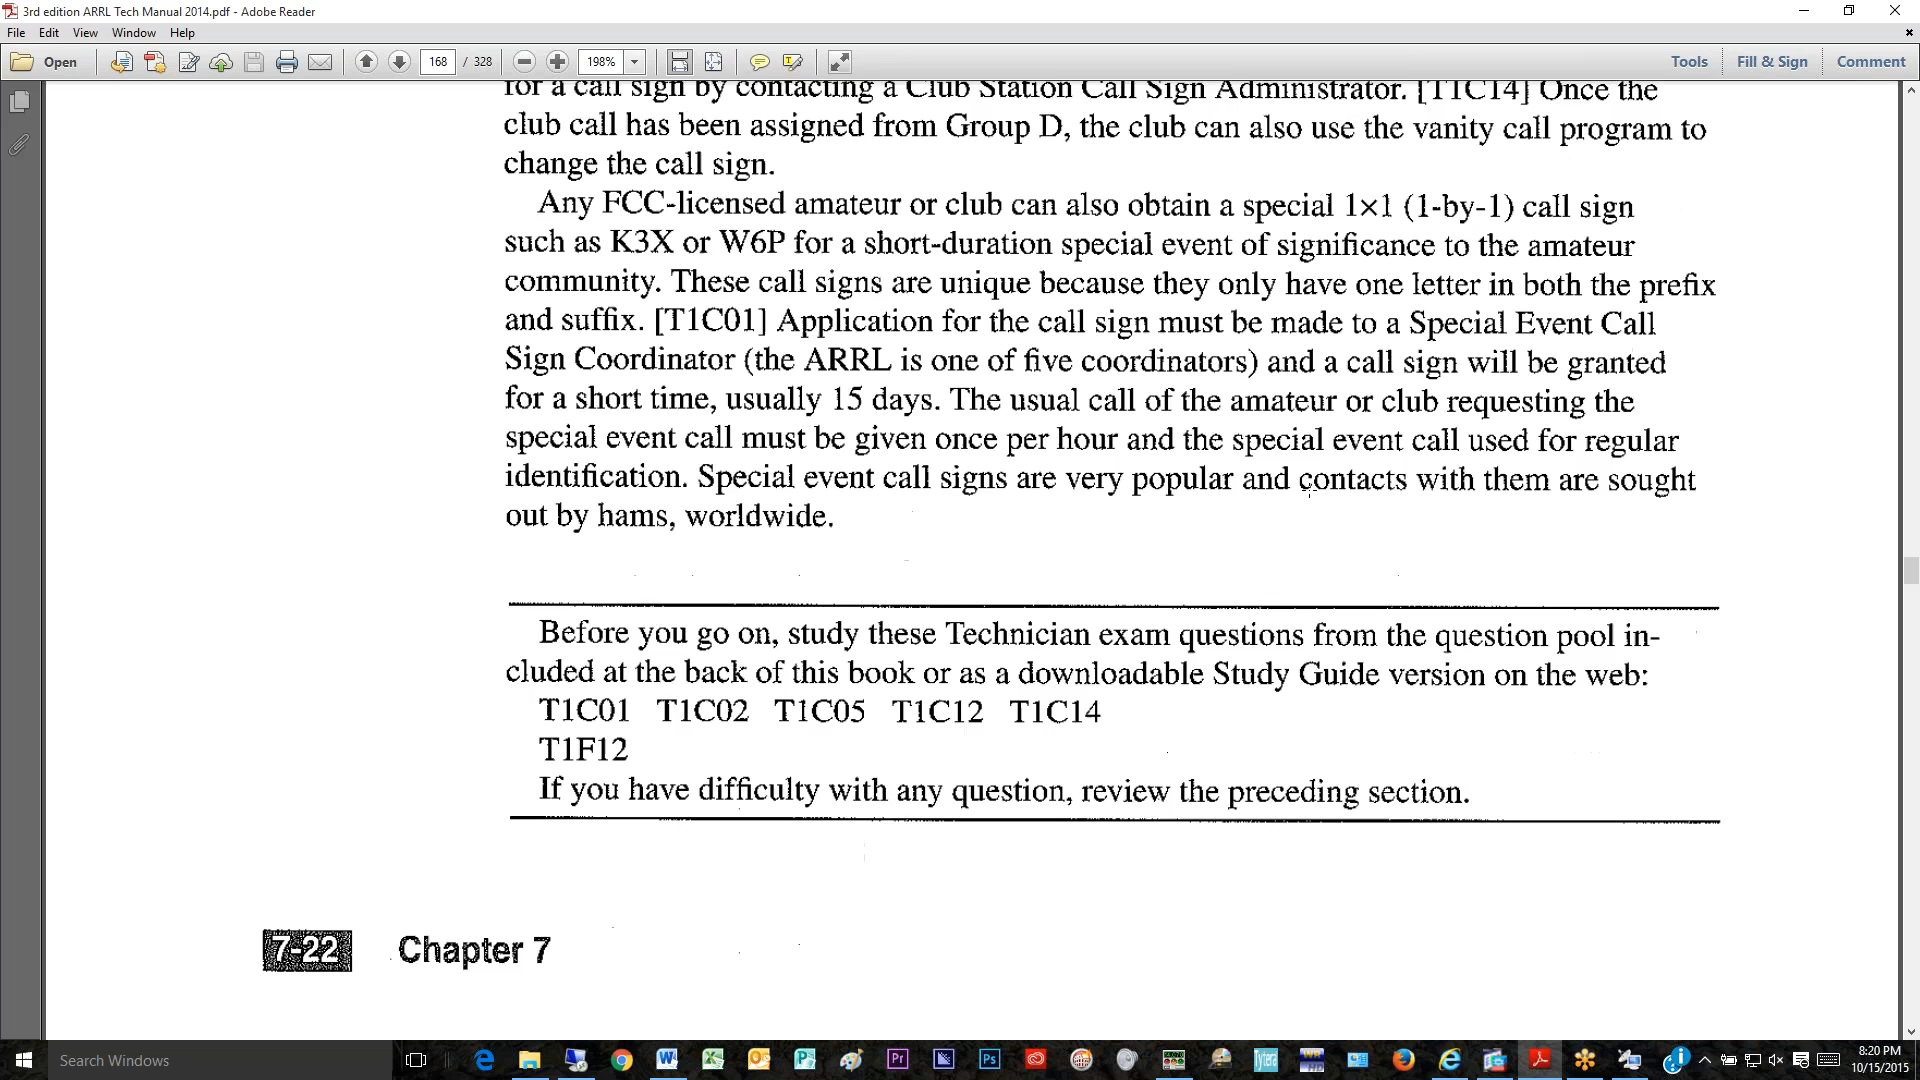 3rd edition ARRL Tech Manual 2014.pdf - Adobe Reader
File Edit View Window Help
Open 168 / 328 198% Tools Fill & Sign Comment
for a call sign by contacting a Club Station Call Sign Administrator. [T1C14] Once the
club call has been assigned from Group D, the club can also use the vanity call program to
change the call sign.
Any FCC-licensed amateur or club can also obtain a special 1×1 (1-by-1) call sign
such as K3X or W6P for a short-duration special event of significance to the amateur
community. These call signs are unique because they only have one letter in both the prefix
and suffix. [T1C01] Application for the call sign must be made to a Special Event Call
Sign Coordinator (the ARRL is one of five coordinators) and a call sign will be granted
for a short time, usually 15 days. The usual call of the amateur or club requesting the
special event call must be given once per hour and the special event call used for regular
identification. Special event call signs are very popular and contacts with them are sought
out by hams, worldwide.
Before you go on, study these Technician exam questions from the question pool in-
cluded at the back of this book or as a downloadable Study Guide version on the web:
T1C01 T1C02 T1C05 T1C12 T1C14
T1F12
If you have difficulty with any question, review the preceding section.
7-22 Chapter 7
Search Windows
8:20 PM
10/15/2015